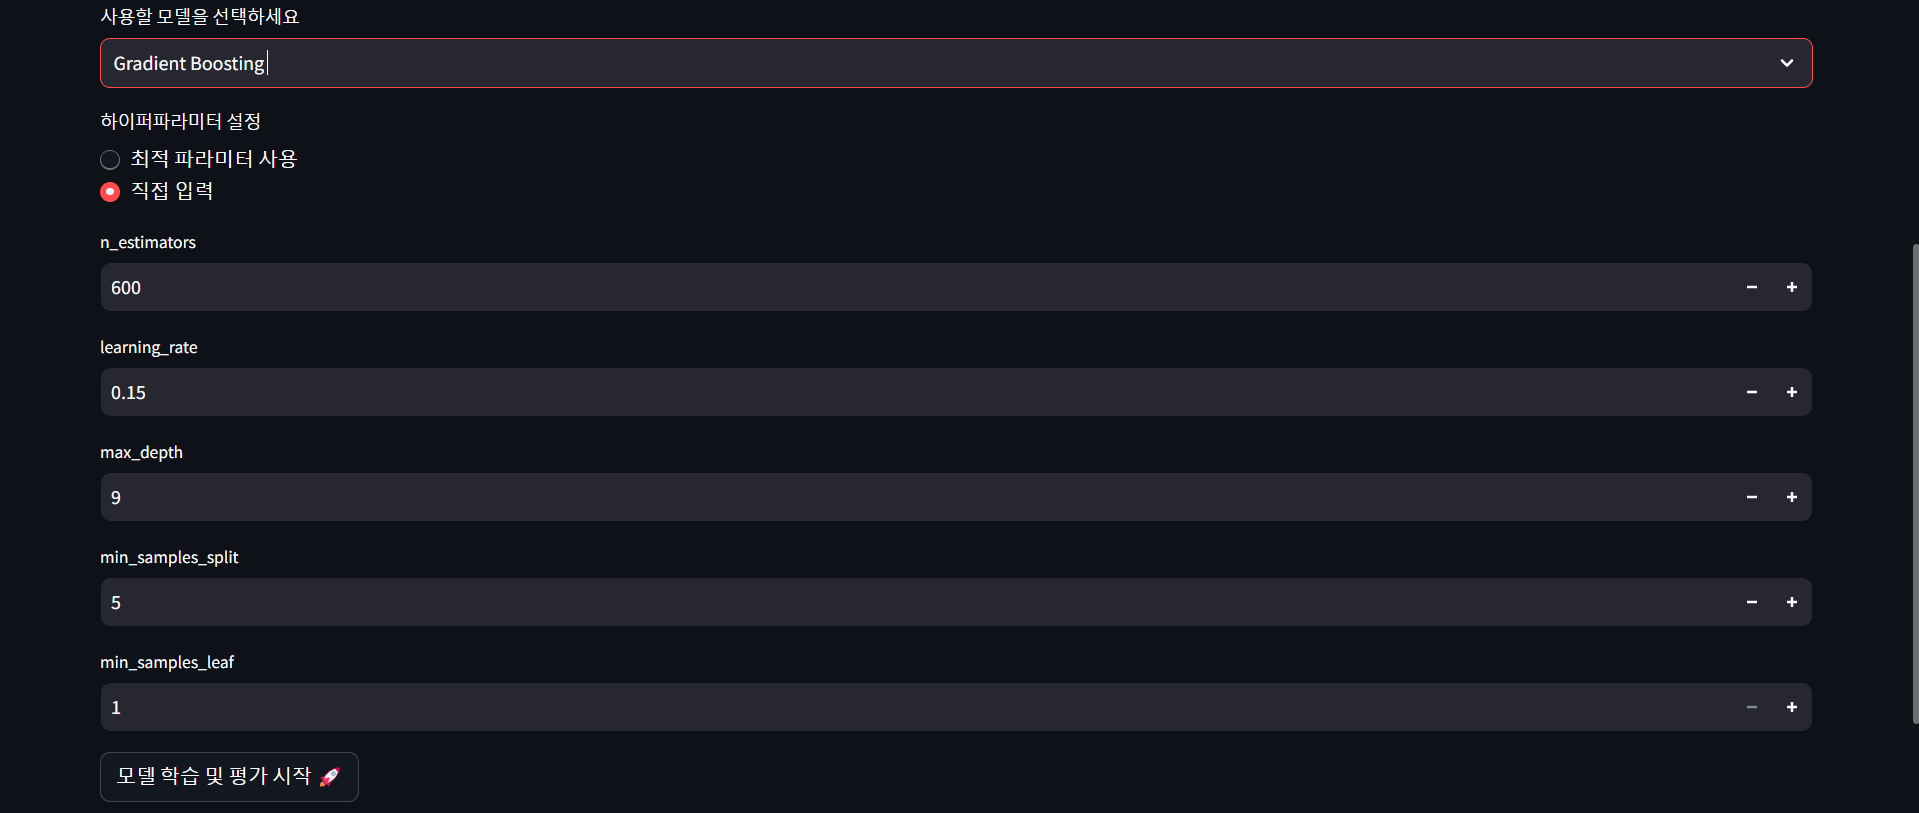 사용할 모델을 선택하세요
Gradient Boosting
하이퍼파라미터 설정
최적 파라미터 사용
직접 입력
n_estimators
600
learning_rate
0.15
max_depth
9
min_samples_split
5
min_samples_leaf
1
모델 학습 및 평가 시작 🚀